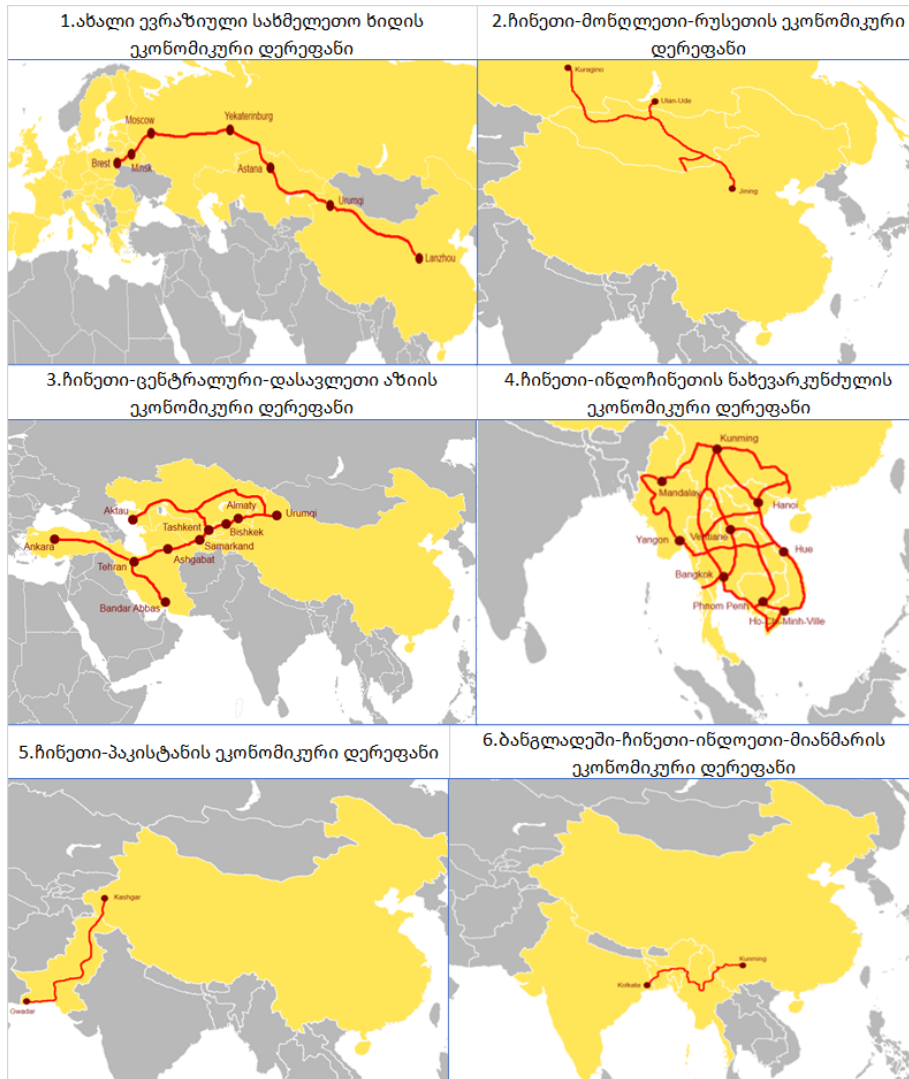 1.ახალი ევრაზიული სახმელეთო ხიდის
ეკონომიკური დერეფანი
2.ჩინეთი-მონღლეთი-რუსეთის ეკონომიკური
დერეფანი
Moscow
Yekaterinburg
Brest
Minsk
Astana
Urumqi
Lanzhou
Kuragino
Ulan-Ude
Jining
3.ჩინეთი-ცენტრალური-დასავლეთი აზიის
ეკონომიკური დერეფანი
4.ჩინეთი-ინდოჩინეთის ნახევარკუნძულის
ეკონომიკური დერეფანი
Aktau
Almaty
Urumqi
Tashkent
Bishkek
Ankara
Samarkand
Tehran
Ashgabat
Bandar Abbas
Kunming
Mandalay
Hanoi
Yangon
Vientiane
Hue
Bangkok
Phnom Penh
Ho-Chi-Minh-Ville
5.ჩინეთი-პაკისტანის ეკონომიკური დერეფანი
6.ბანგლადეში-ჩინეთი-ინდოეთი-მიანმარის
ეკონომიკური დერეფანი
Kashgar
Gwadar
Kolkata
Kunming